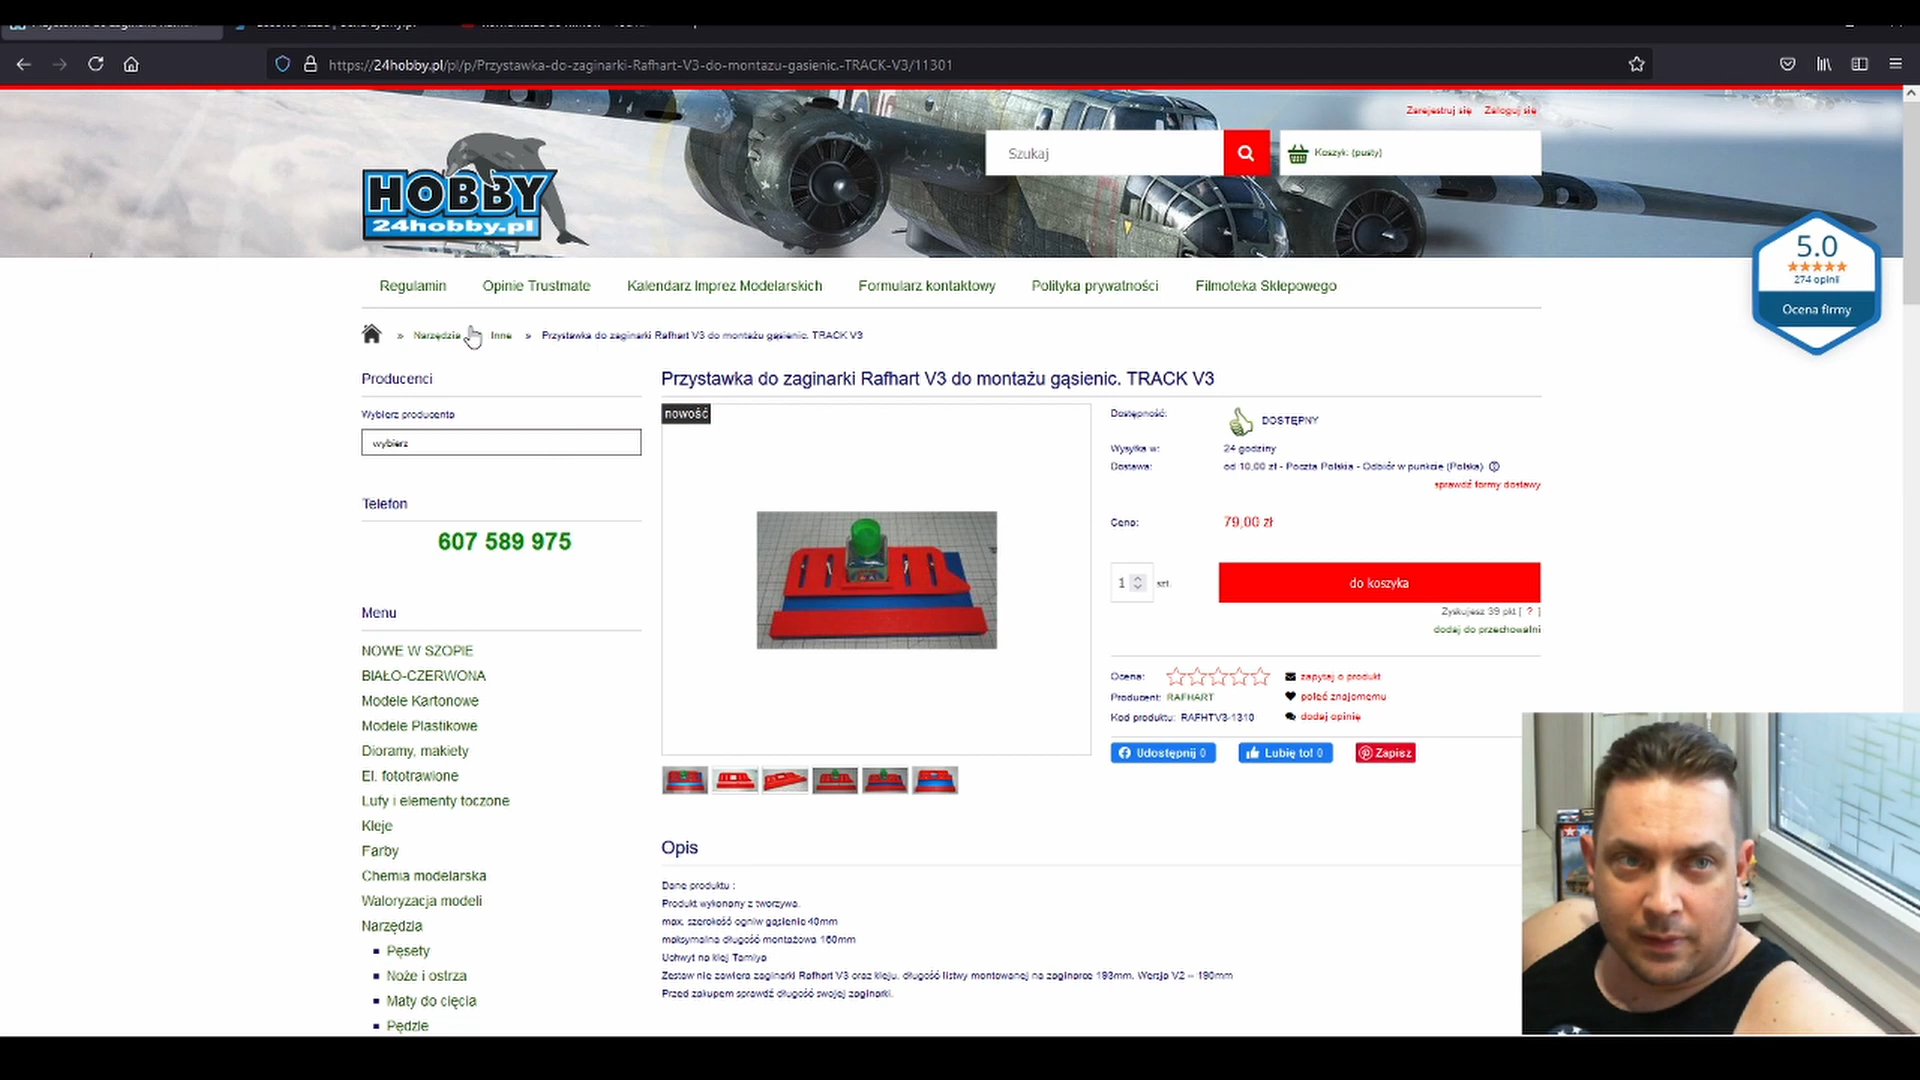 https://24hobby.pl/pl/p/Przystawka-do-zaginarki-Rafhart-V3-do-montazu-gasienic.-TRACK-V3/11301
Zarejestruj się Zaloguj się
HOBBY
24hobby.pl
Szukaj
Koszyk: (pusty)
5.0
274 opinii
Ocena firmy
Regulamin Opinie Trustmate Kalendarz Imprez Modelarskich Formularz kontaktowy Polityka prywatności Filmoteka Sklepowego
» Narzędzia Inne » Przystawka do zaginarki Rafhart V3 do montażu gąsienic. TRACK V3
Producenci
Wybierz producenta
wybierz
Telefon
607 589 975
Menu
NOWE W SZOPIE
BIAŁO-CZERWONA
Modele Kartonowe
Modele Plastikowe
Dioramy, makiety
El. fototrawione
Lufy i elementy toczone
Kleje
Farby
Chemia modelarska
Waloryzacja modeli
Narzędzia
Pęsety
Noże i ostrza
Maty do cięcia
Pędzle
Przystawka do zaginarki Rafhart V3 do montażu gąsienic. TRACK V3
nowość
Dostępność: DOSTĘPNY
Wysyłka w: 24 godziny
Dostawa: od 10,00 zł - Poczta Polska - Odbiór w punkcie (Polska)
sprawdź formy dostawy
Cena: 79,00 zł
1 szt. do koszyka
Zyskujesz 39 pkt [ ? ]
dodaj do przechowalni
Ocena: zapytaj o produkt
Producent: RAFHART poleć znajomemu
Kod produktu: RAFHTV3-1310 dodaj opinię
Udostępnij 0 Lubię to! 0 Zapisz
Opis
Dane produktu :
Produkt wykonany z tworzywa.
max. szerokość ogniw gąsienic 40mm
maksymalna długość montażowa 160mm
Uchwyt na klej Tamiya
Zestaw nie zawiera zaginarki Rafhart V3 oraz kleju. długość listwy montowanej na zaginarce 193mm. Wersja V2 – 190mm
Przed zakupem sprawdź długość swojej zaginarki.